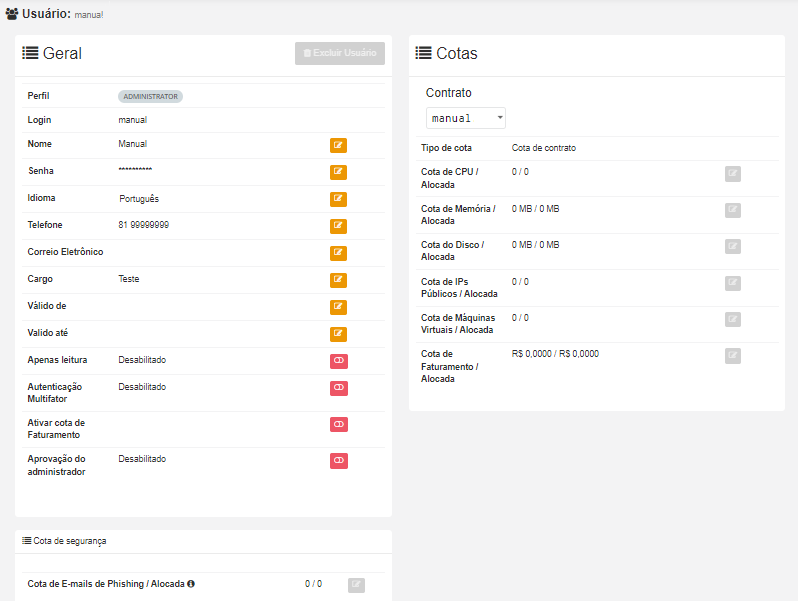 Usuário: manual
Geral
Excluir Usuário
Perfil ADMINISTRATOR
Login manual
Nome Manual
Senha **********
Idioma Português
Telefone 81 99999999
Correio Eletrônico
Cargo Teste
Válido de
Valido até
Apenas leitura Desabilitado
Autenticação Desabilitado
Multifator
Ativar cota de
Faturamento
Aprovação do Desabilitado
administrador
Cota de segurança
Cota de E-mails de Phishing / Alocada 0 / 0
Cotas
Contrato
manual
Tipo de cota Cota de contrato
Cota de CPU / 0 / 0
Alocada
Cota de Memória / 0 MB / 0 MB
Alocada
Cota do Disco / 0 MB / 0 MB
Alocada
Cota de IPs 0 / 0
Públicos / Alocada
Cota de Máquinas 0 / 0
Virtuais / Alocada
Cota de R$ 0,0000 / R$ 0,0000
Faturamento /
Alocada